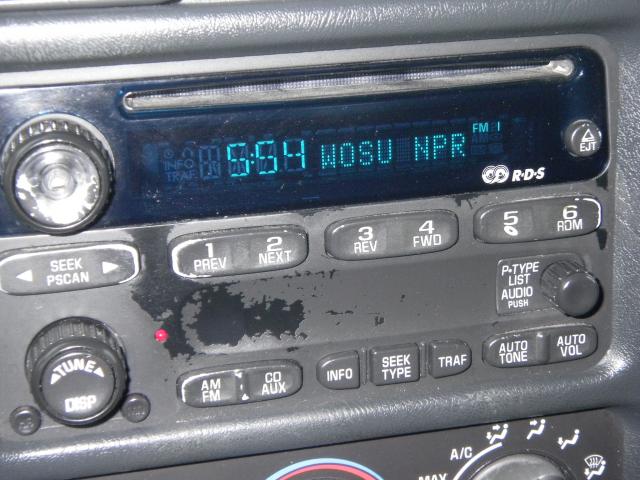 INFO
TRAF
5:54 WOSU NPR
FM I
EJT
R·D·S
1 PREV
2 NEXT
3 REV
4 FWD
5
6 RDM
SEEK
PSCAN
P-TYPE
LIST
AUDIO
PUSH
TUNE
DISP
AM
FM
CD
AUX
INFO
SEEK
TYPE
TRAF
AUTO
TONE
AUTO
VOL
A/C
MAX